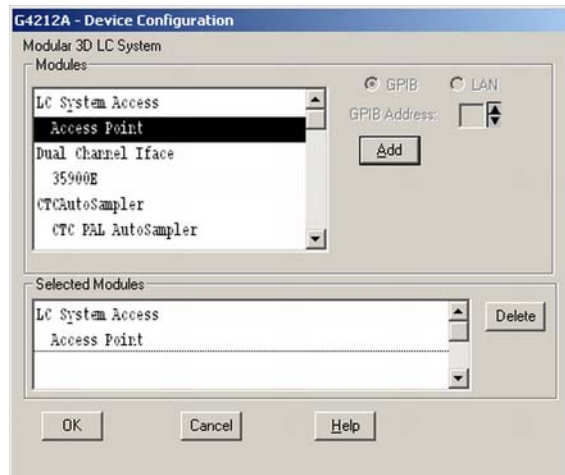 G4212A - Device Configuration
Modular 3D LC System
Modules
GPIB LAN
GPIB Address:
LC System Access
Access Point
Dual Channel Iface
35900E
CTCAutoSampler
CTC PAL AutoSampler
Add
Selected Modules
LC System Access
Access Point
Delete
OK Cancel Help